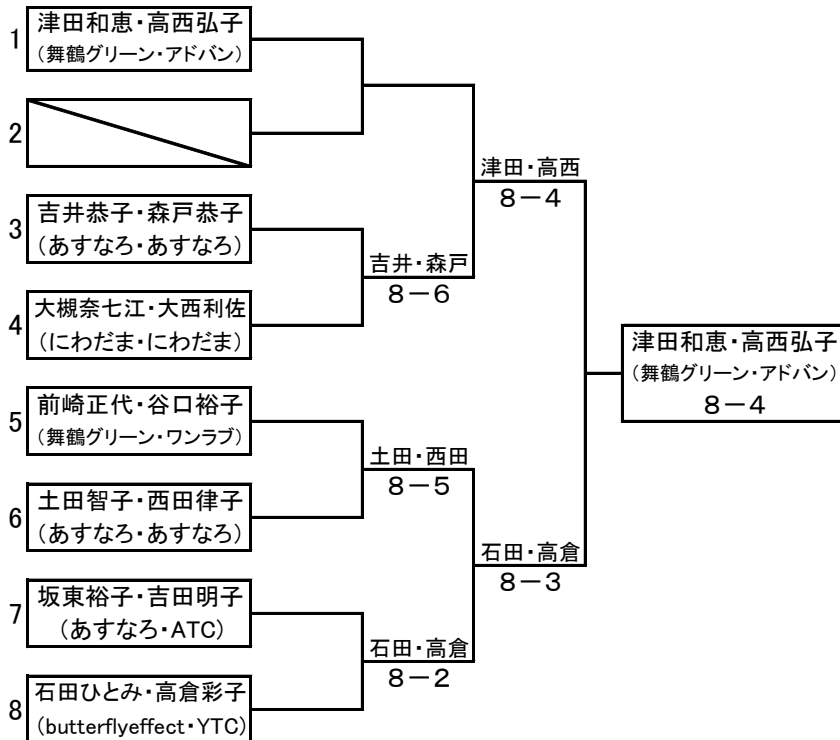 1
津田和恵・高西弘子
(舞鶴グリーン・アドバン)
2
3
吉井恭子・森戸恭子
(あすなろ・あすなろ)
4
大槻奈七江・大西利佐
(にわだま・にわだま)
5
前崎正代・谷口裕子
(舞鶴グリーン・ワンラブ)
6
土田智子・西田律子
(あすなろ・あすなろ)
7
坂東裕子・吉田明子
(あすなろ・ATC)
8
石田ひとみ・高倉彩子
(butterflyeffect・YTC)
吉井・森戸
8－6
土田・西田
8－5
石田・高倉
8－2
津田・高西
8－4
石田・高倉
8－3
津田和恵・高西弘子
(舞鶴グリーン・アドバン)
8－4